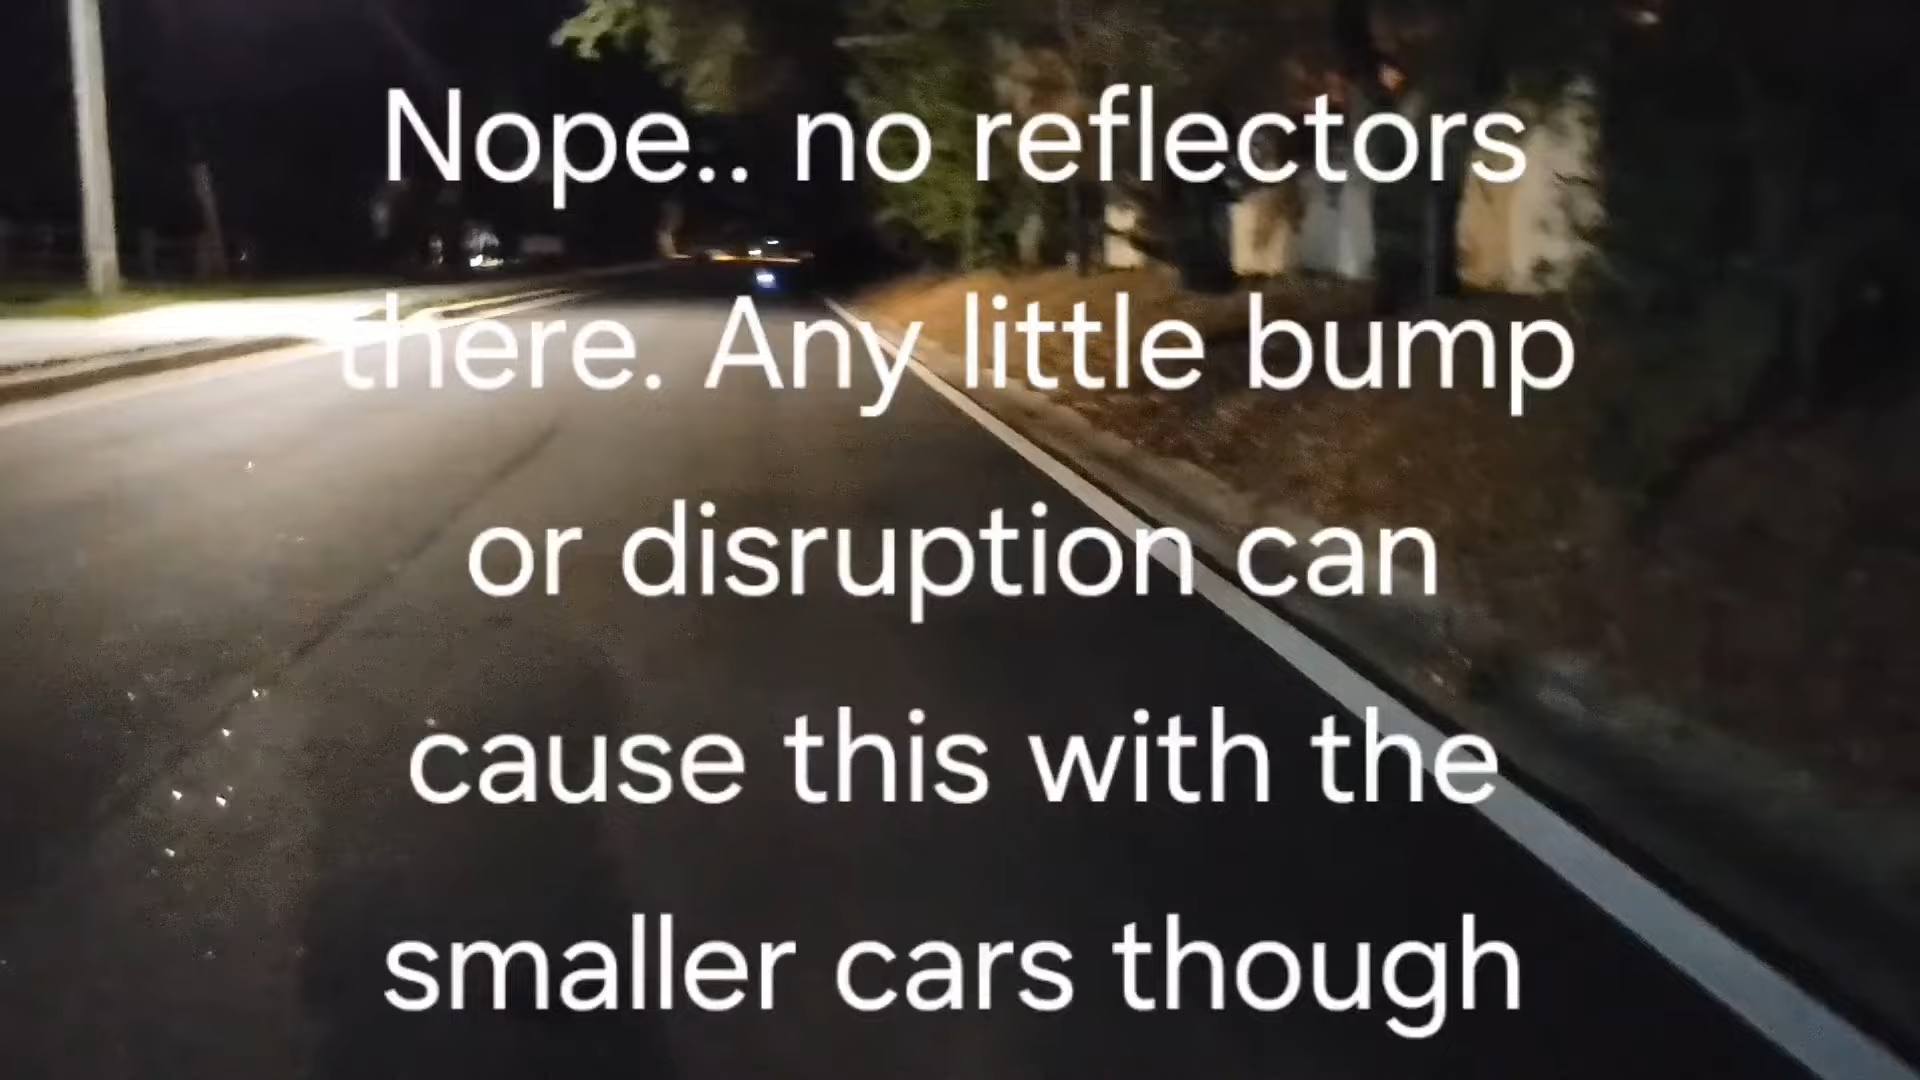 Nope.. no reflectors
there. Any little bump
or disruption can
cause this with the
smaller cars though